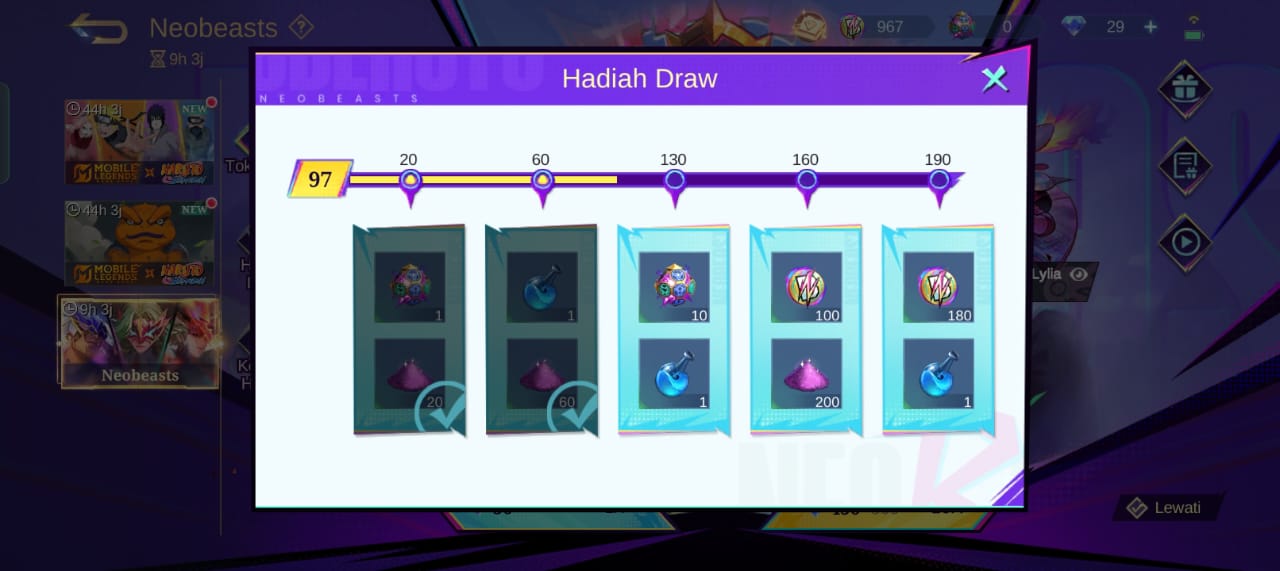 Neobeasts ?
967
0
29 +
9h 3j
Hadiah Draw
NEOBEASTS
44h 3j
NEW
MOBILE LEGENDS x NARUTO
44h 3j
NEW
MOBILE LEGENDS x NARUTO
9h 3j
Neobeasts
97
20
60
130
160
190
1
1
10
100
180
20
60
1
200
1
Lylia
NEO
Lewati